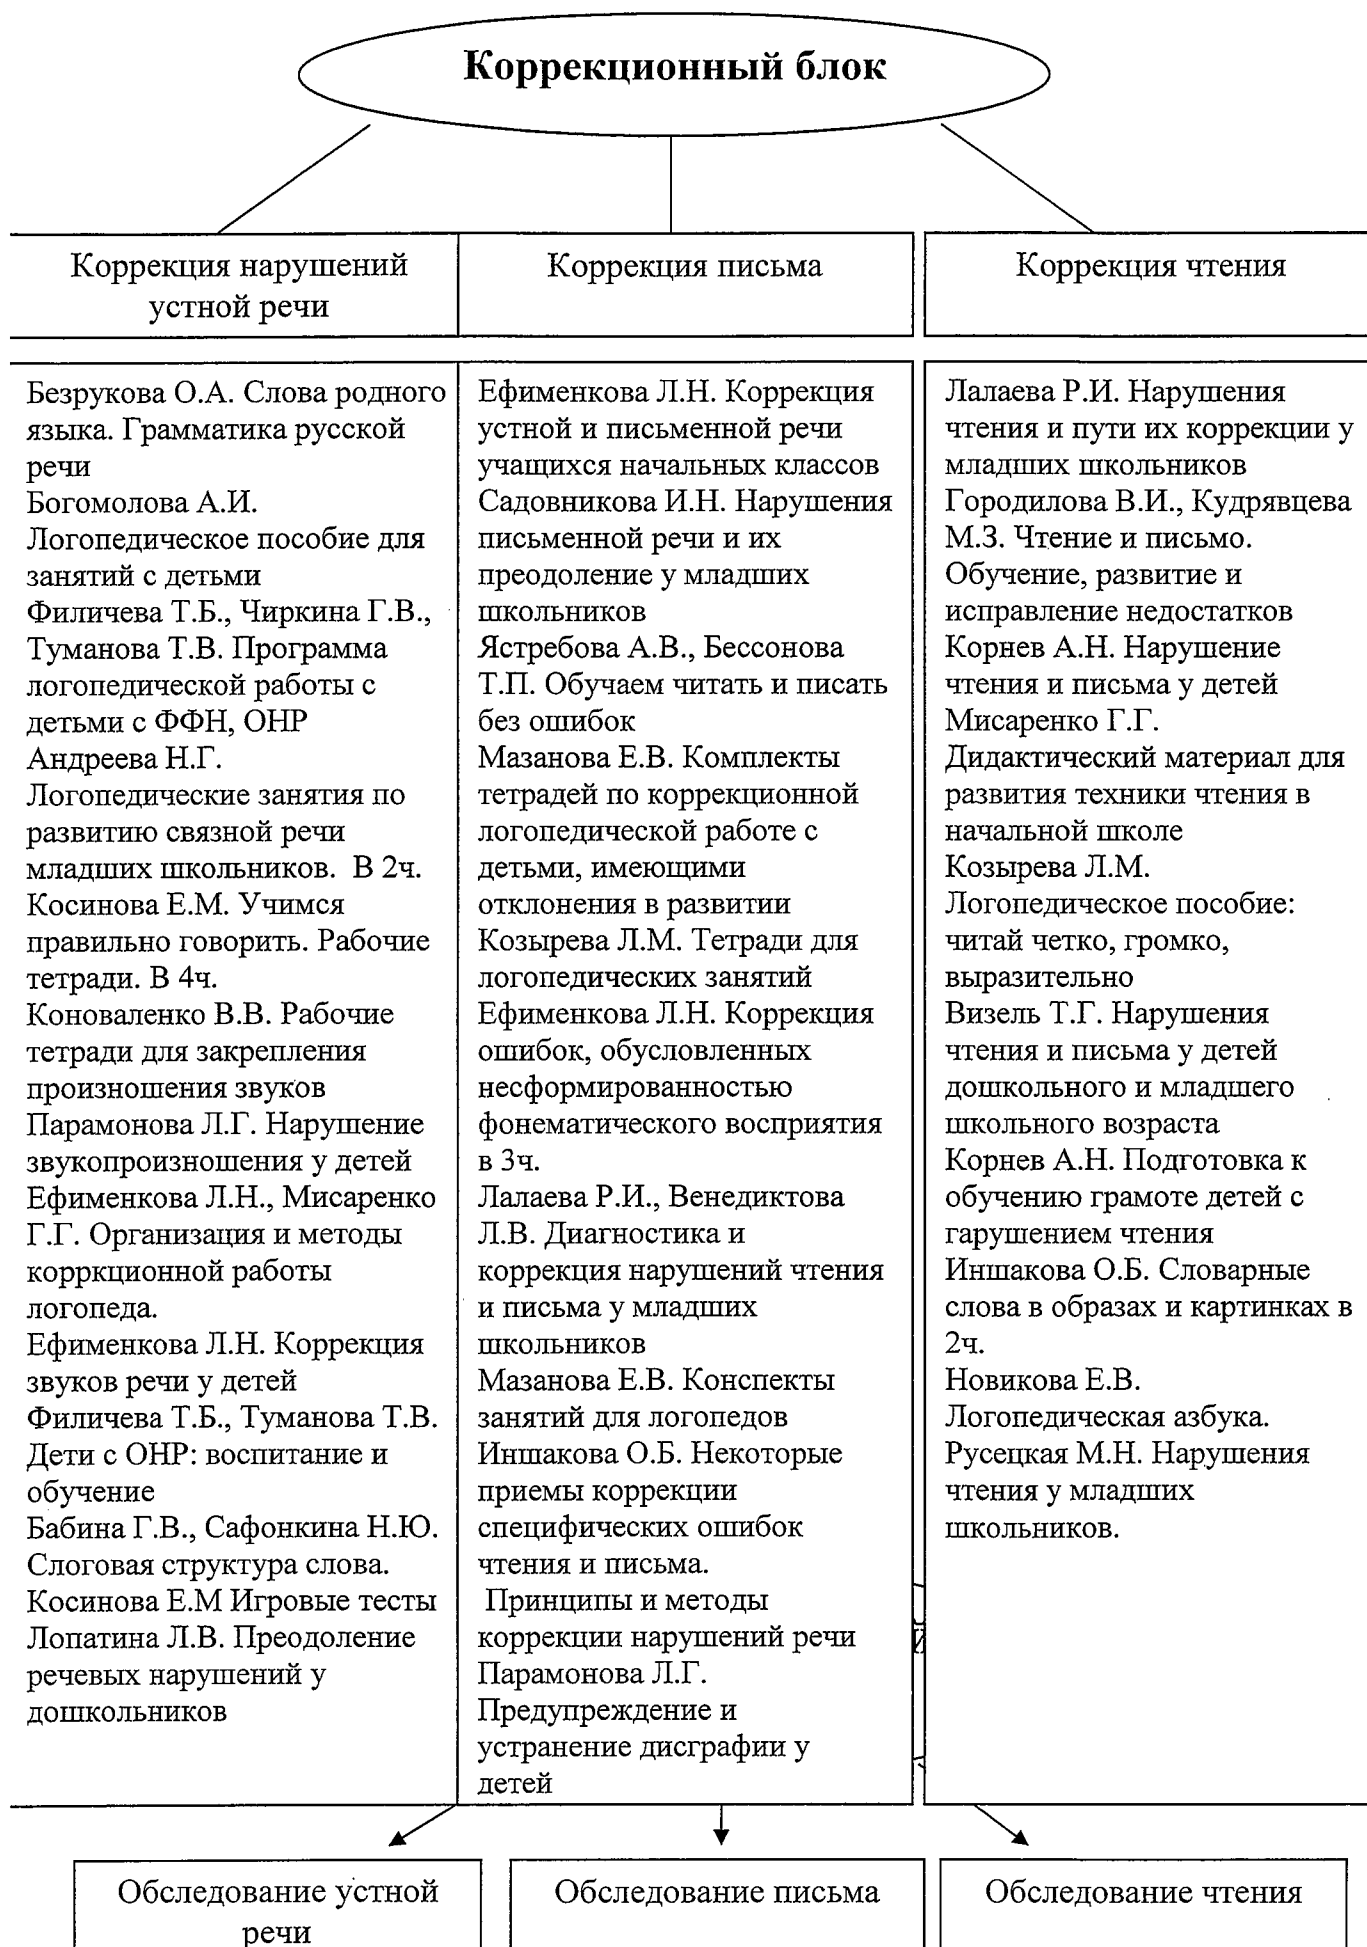 Коррекционный блок
Коррекция нарушений
устной речи
Коррекция письма
Коррекция чтения
Безрукова О.А. Слова родного
языка. Грамматика русской
речи
Богомолова А.И.
Логопедическое пособие для
занятий с детьми
Филичева Т.Б., Чиркина Г.В.,
Туманова Т.В. Программа
логопедической работы с
детьми с ФФН, ОНР
Андреева Н.Г.
Логопедические занятия по
развитию связной речи
младших школьников.  В 2ч.
Косинова Е.М. Учимся
правильно говорить. Рабочие
тетради. В 4ч.
Коноваленко В.В. Рабочие
тетради для закрепления
произношения звуков
Парамонова Л.Г. Нарушение
звукопроизношения у детей
Ефименкова Л.Н., Мисаренко
Г.Г. Организация и методы
корркционной работы
логопеда.
Ефименкова Л.Н. Коррекция
звуков речи у детей
Филичева Т.Б., Туманова Т.В.
Дети с ОНР: воспитание и
обучение
Бабина Г.В., Сафонкина Н.Ю.
Слоговая структура слова.
Косинова Е.М Игровые тесты
Лопатина Л.В. Преодоление
речевых нарушений у
дошкольников
Ефименкова Л.Н. Коррекция
устной и письменной речи
учащихся начальных классов
Садовникова И.Н. Нарушения
письменной речи и их
преодоление у младших
школьников
Ястребова А.В., Бессонова
Т.П. Обучаем читать и писать
без ошибок
Мазанова Е.В. Комплекты
тетрадей по коррекционной
логопедической работе с
детьми, имеющими
отклонения в развитии
Козырева Л.М. Тетради для
логопедических занятий
Ефименкова Л.Н. Коррекция
ошибок, обусловленных
несформированностью
фонематического восприятия
в 3ч.
Лалаева Р.И., Венедиктова
Л.В. Диагностика и
коррекция нарушений чтения
и письма у младших
школьников
Мазанова Е.В. Конспекты
занятий для логопедов
Иншакова О.Б. Некоторые
приемы коррекции
специфических ошибок
чтения и письма.
Принципы и методы
коррекции нарушений речи
Парамонова Л.Г.
Предупреждение и
устранение дисграфии у
детей
Лалаева Р.И. Нарушения
чтения и пути их коррекции у
младших школьников
Городилова В.И., Кудрявцева
М.З. Чтение и письмо.
Обучение, развитие и
исправление недостатков
Корнев А.Н. Нарушение
чтения и письма у детей
Мисаренко Г.Г.
Дидактический материал для
развития техники чтения в
начальной школе
Козырева Л.М.
Логопедическое пособие:
читай четко, громко,
выразительно
Визель Т.Г. Нарушения
чтения и письма у детей
дошкольного и младшего
школьного возраста
Корнев А.Н. Подготовка к
обучению грамоте детей с
гарушением чтения
Иншакова О.Б. Словарные
слова в образах и картинках в
2ч.
Новикова Е.В.
Логопедическая азбука.
Русецкая М.Н. Нарушения
чтения у младших
школьников.
Обследование устной
речи
Обследование письма
Обследование чтения